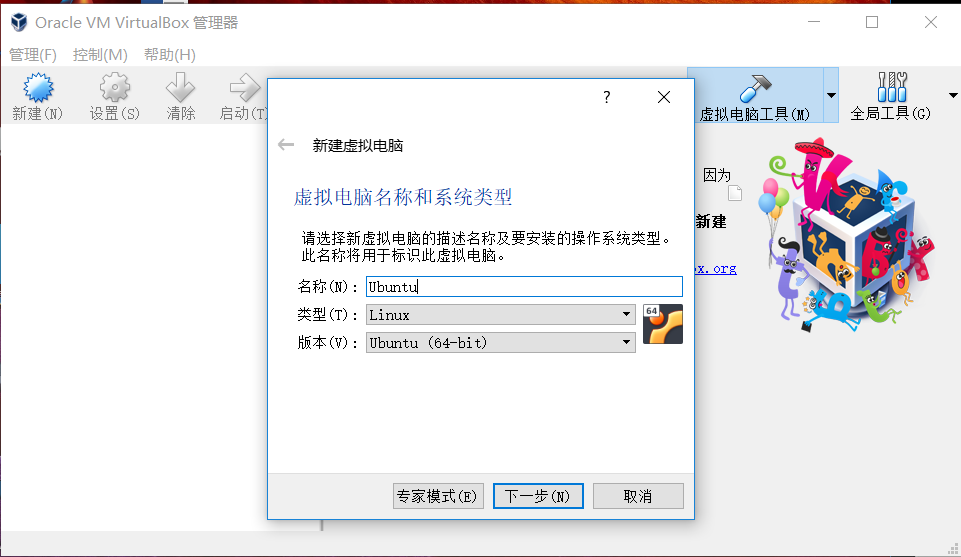 Oracle VM VirtualBox 管理器
管理(F) 控制(M) 帮助(H)
新建(N) 设置(S) 清除 启动(T) 虚拟电脑工具(M) 全局工具(G)
?
新建虚拟电脑
虚拟电脑名称和系统类型
请选择新虚拟电脑的描述名称及要安装的操作系统类型。
此名称将用于标识此虚拟电脑。
名称(N): Ubuntu
类型(T): Linux
64
版本(V): Ubuntu (64-bit)
专家模式(E) 下一步(N) 取消
因为
新建
ox.org